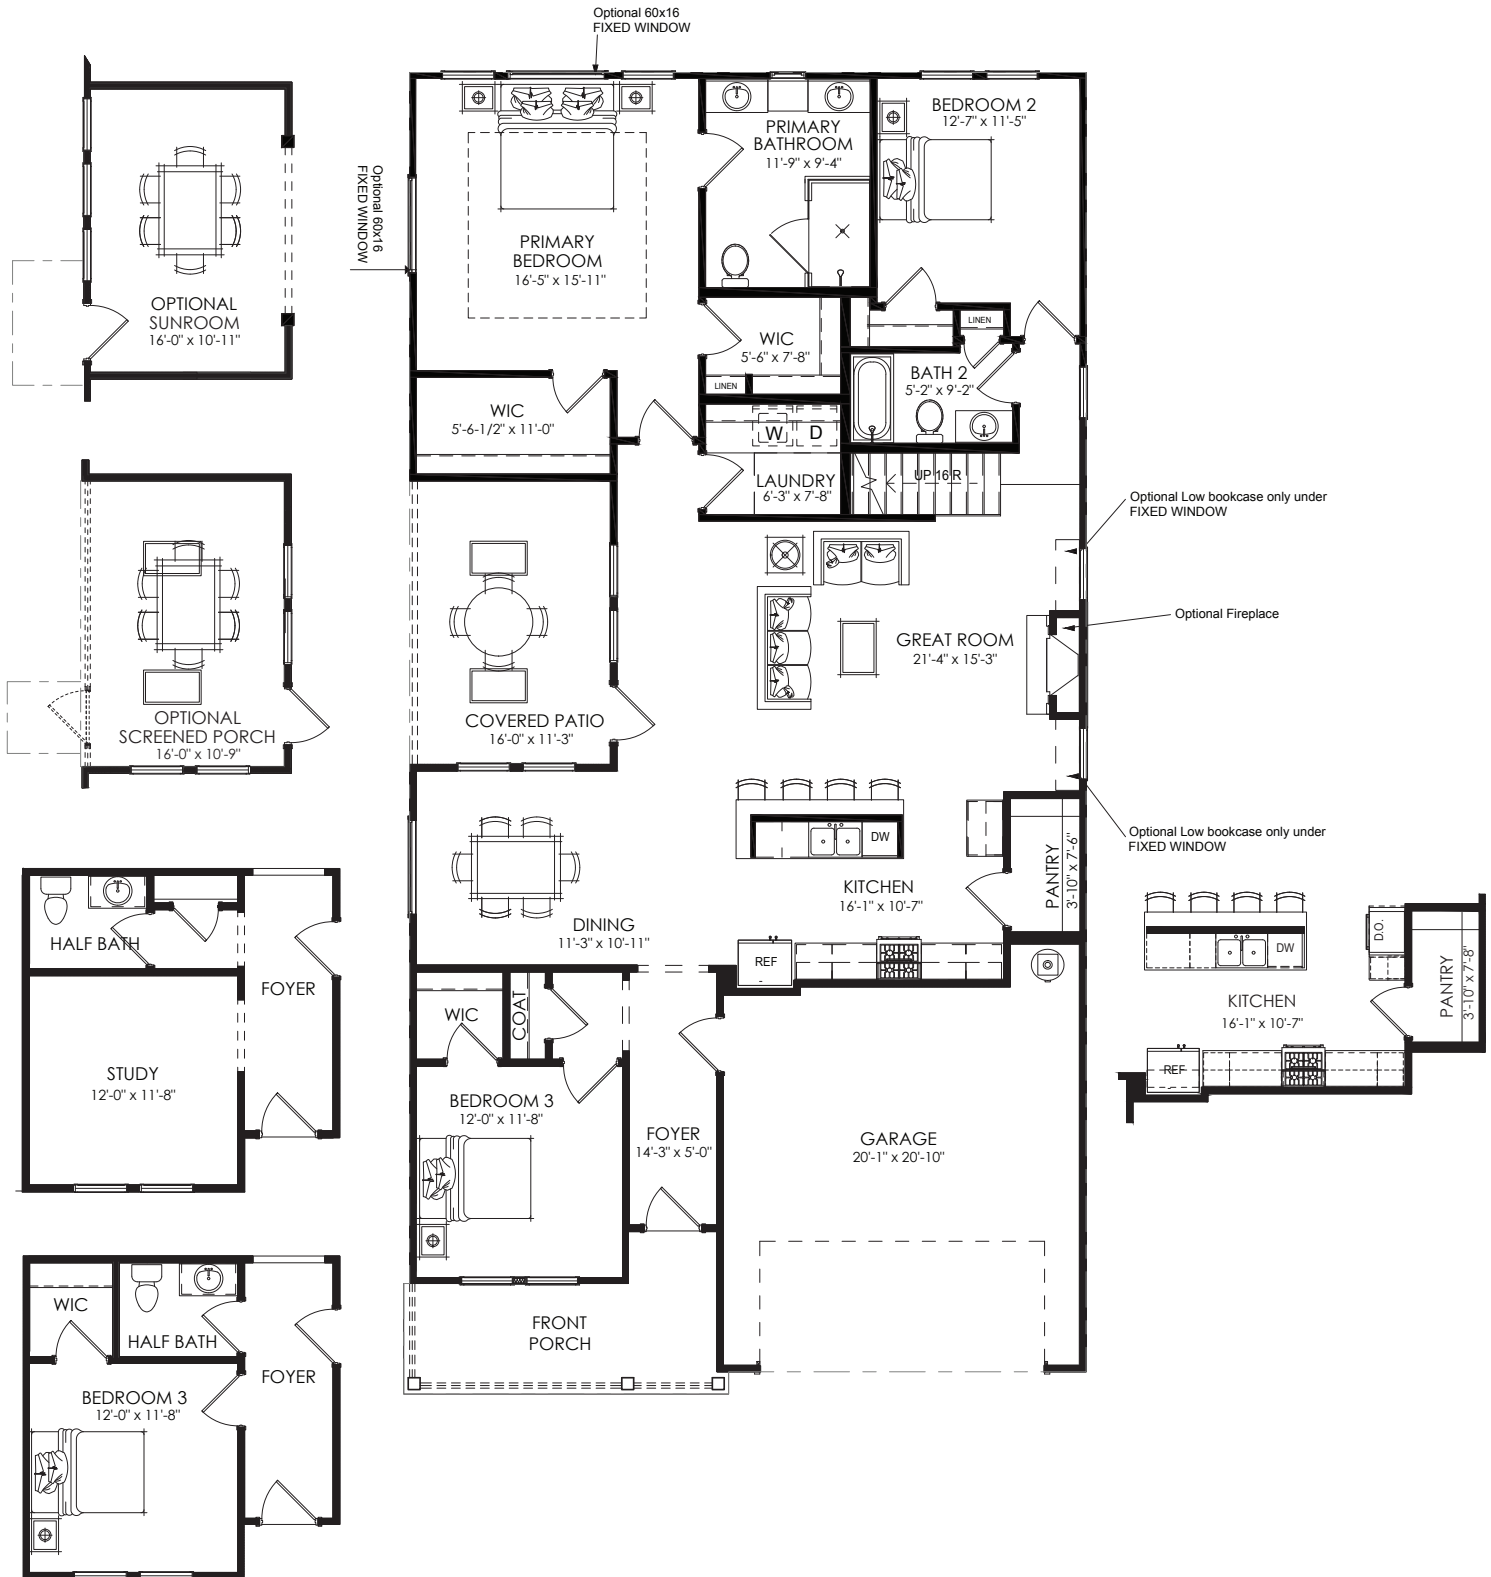 Optional 60x16
FIXED WINDOW
Optional 60x16
FIXED WINDOW
PRIMARY
BEDROOM
16'-5" x 15'-11"
PRIMARY
BATHROOM
11'-9" x 9'-4"
BEDROOM 2
12'-7" x 11'-5"
WIC
5'-6" x 7'-8"
LINEN
LINEN
BATH 2
5'-2" x 9'-2"
WIC
5'-6-1/2" x 11'-0"
W
D
LAUNDRY
6'-3" x 7'-8"
UP 16 R
Optional Low bookcase only under
FIXED WINDOW
Optional Fireplace
GREAT ROOM
21'-4" x 15'-3"
COVERED PATIO
16'-0" x 11'-3"
Optional Low bookcase only under
FIXED WINDOW
DW
KITCHEN
16'-1" x 10'-7"
PANTRY
3'-10" x 7'-6"
DINING
11'-3" x 10'-11"
REF
WIC
COAT
BEDROOM 3
12'-0" x 11'-8"
FOYER
14'-3" x 5'-0"
GARAGE
20'-1" x 20'-10"
FRONT
PORCH
OPTIONAL
SUNROOM
16'-0" x 10'-11"
OPTIONAL
SCREENED PORCH
16'-0" x 10'-9"
HALF BATH
FOYER
STUDY
12'-0" x 11'-8"
WIC
HALF BATH
FOYER
BEDROOM 3
12'-0" x 11'-8"
D.O.
DW
KITCHEN
16'-1" x 10'-7"
PANTRY
3'-10" x 7'-8"
REF